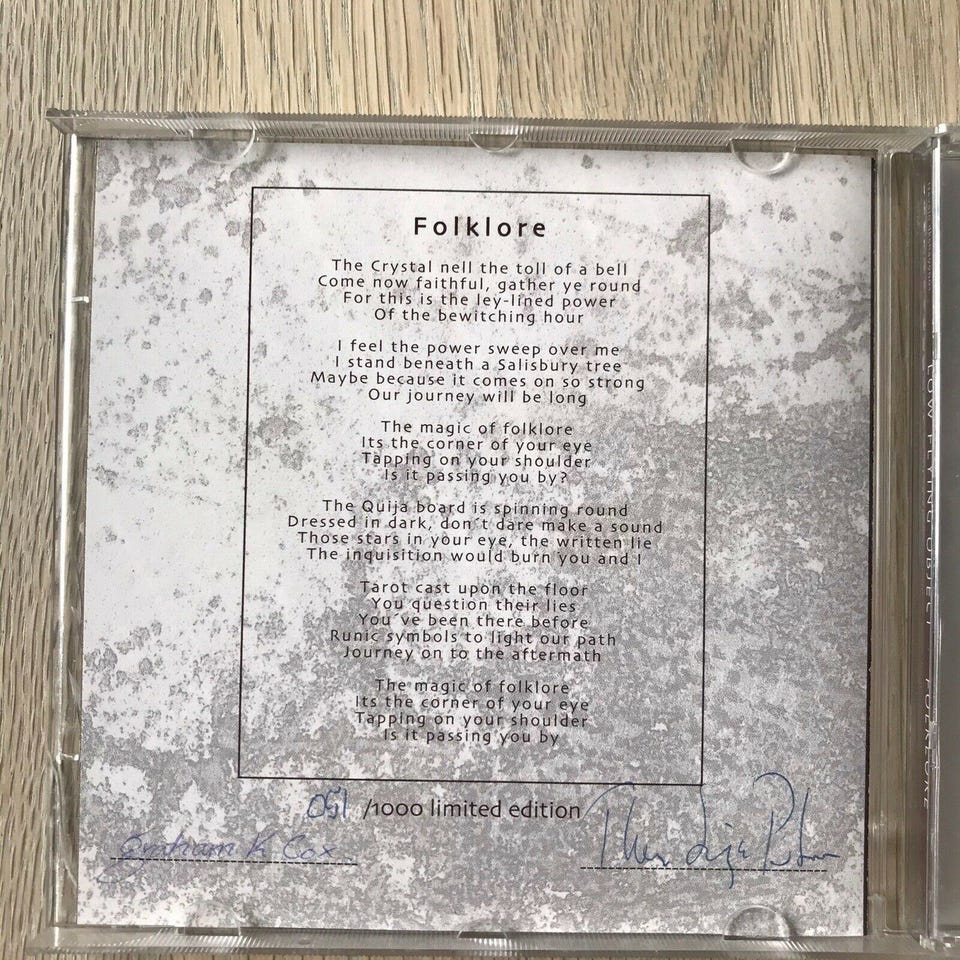 Folklore
The Crystal nell the toll of a bell
Come now faithful, gather ye round
For this is the ley-lined power
Of the bewitching hour
I feel the power sweep over me
I stand beneath a Salisbury tree
Maybe because it comes on so strong
Our journey will be long
The magic of folklore
Its the corner of your eye
Tapping on your shoulder
Is it passing you by?
The Quija board is spinning round
Dressed in dark, don´t dare make a sound
Those stars in your eye, the written lie
The inquisition would burn you and I
Tarot cast upon the floor
You question their lies
You´ve been there before
Runic symbols to light our path
Journey on to the aftermath
The magic of folklore
Its the corner of your eye
Tapping on your shoulder
Is it passing you by
051 /1000 limited edition
Graham K Cox
LOW FLYING OBJECT FOLKLORE